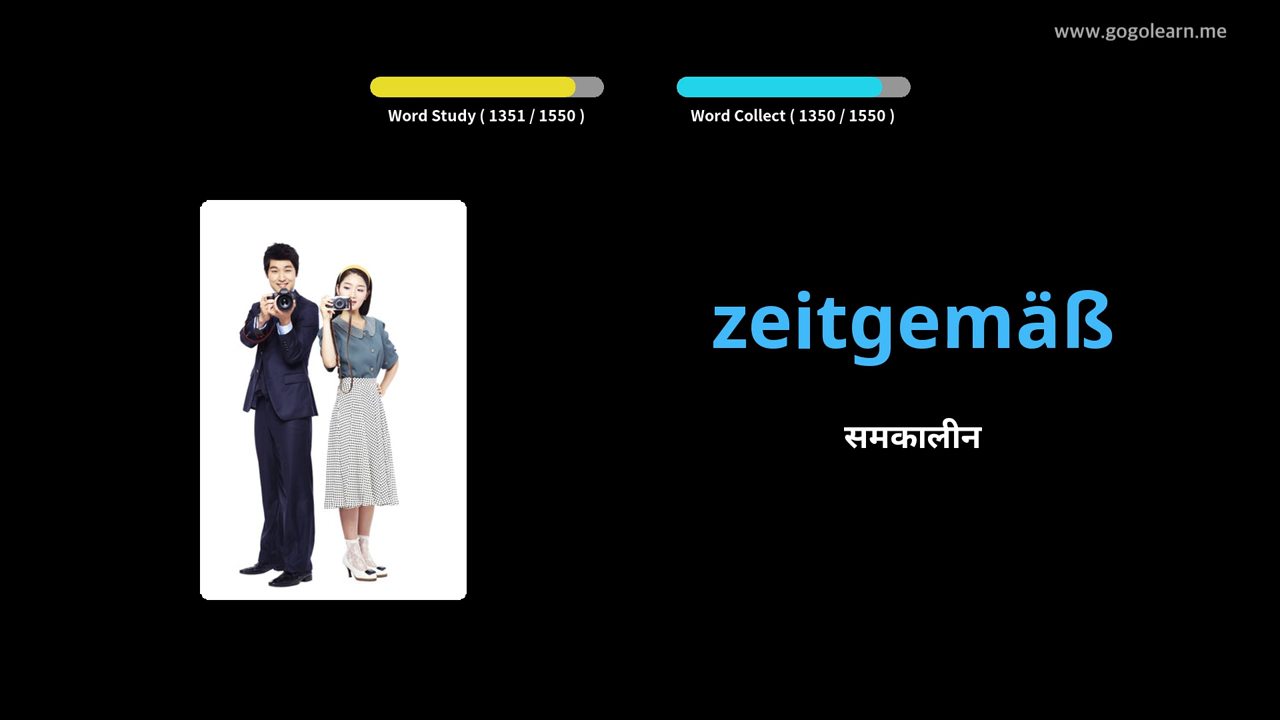 www.gogolearn.me
Word Study ( 1351 / 1550 )
Word Collect ( 1350 / 1550 )
zeitgemäß
समकालीन